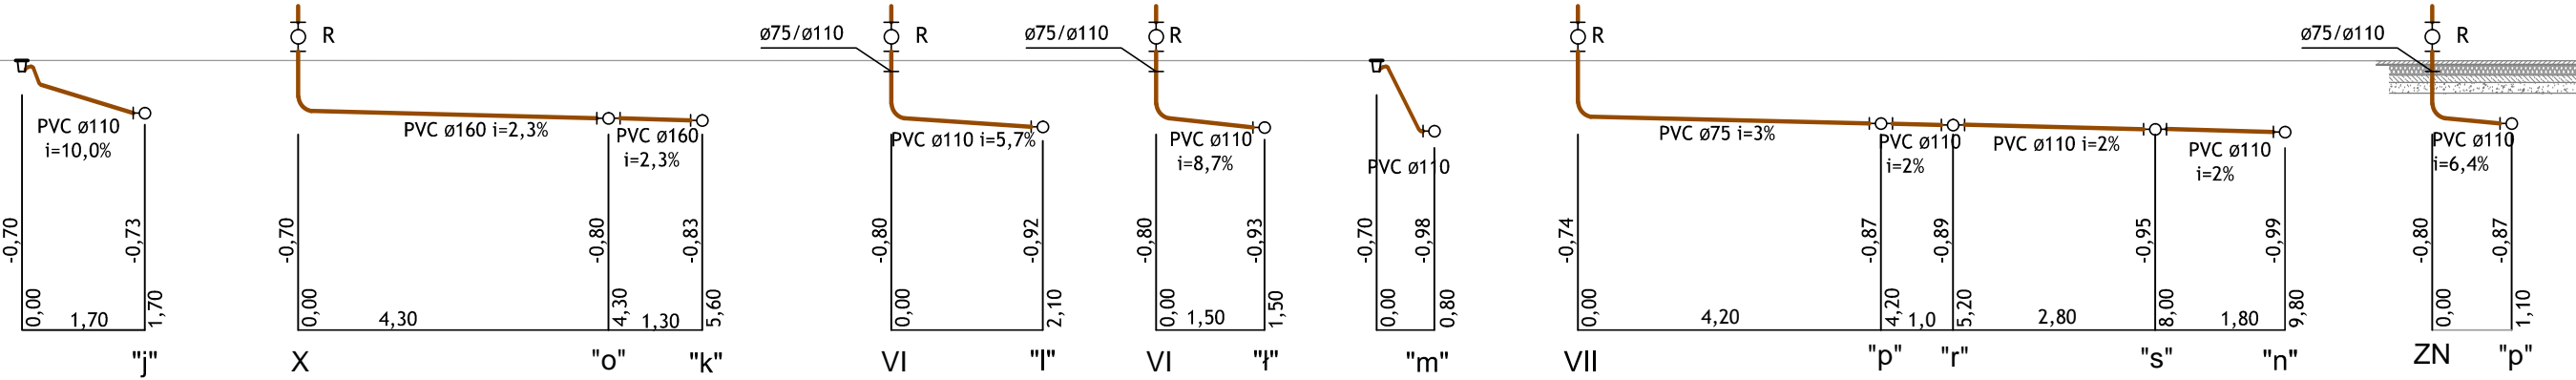 PVC ø110
i=10,0%
-0,70
-0,73
0,00
1,70
1,70
"j"
R
PVC ø160 i=2,3%
PVC ø160
i=2,3%
-0,70
-0,80
-0,83
0,00
4,30
4,30
1,30
5,60
X
"o"
"k"
ø75/ø110
R
PVC ø110 i=5,7%
-0,80
-0,92
0,00
2,10
VI
"l"
ø75/ø110
R
PVC ø110
i=8,7%
-0,80
-0,93
0,00
1,50
1,50
VI
"ł"
PVC ø110
-0,70
-0,98
0,00
0,80
"m"
R
PVC ø75 i=3%
PVC ø110
i=2%
PVC ø110 i=2%
PVC ø110
i=2%
-0,74
-0,87
-0,89
-0,95
-0,99
0,00
4,20
4,20
1,0
5,20
2,80
8,00
1,80
9,80
VII
"p"
"r"
"s"
"n"
ø75/ø110
R
PVC ø110
i=6,4%
-0,80
-0,87
0,00
1,10
ZN
"p"